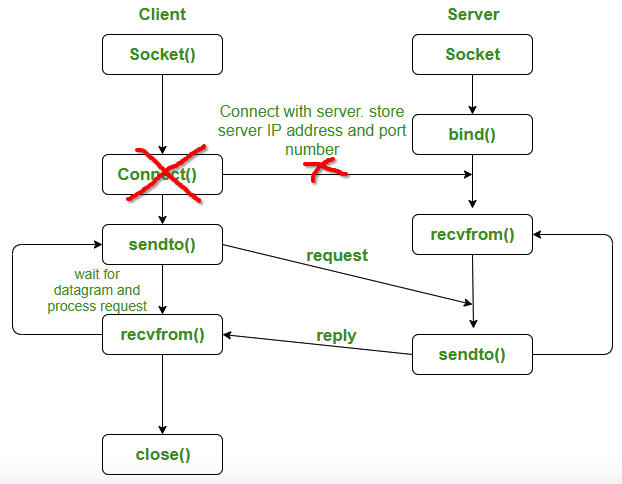 Client
Server
Socket()
Socket
Connect with server. store
server IP address and port
number
bind()
Connect()
sendto()
recvfrom()
request
wait for
datagram and
process request
recvfrom()
reply
sendto()
close()